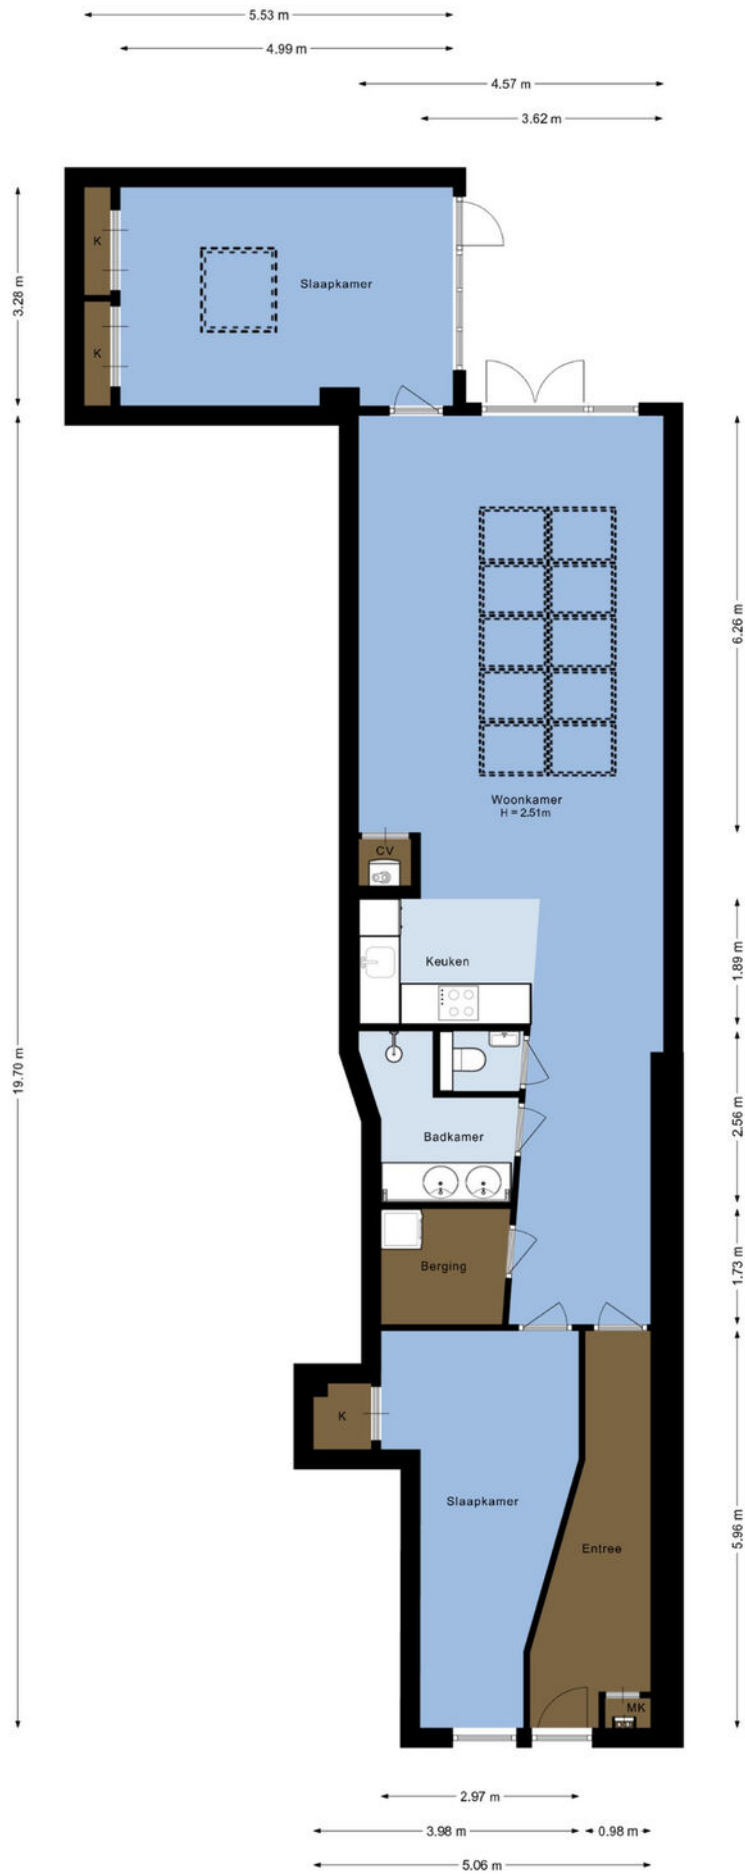 5.53 m
4.99 m
4.57 m
3.62 m
K
Slaapkamer
3.28 m
K
6.26 m
Woonkamer
H = 2.51m
CV
Keuken
1.89 m
19.70 m
2.56 m
Badkamer
Berging
1.73 m
K
Slaapkamer
Entree
5.96 m
MK
2.97 m
3.98 m
0.98 m
5.06 m